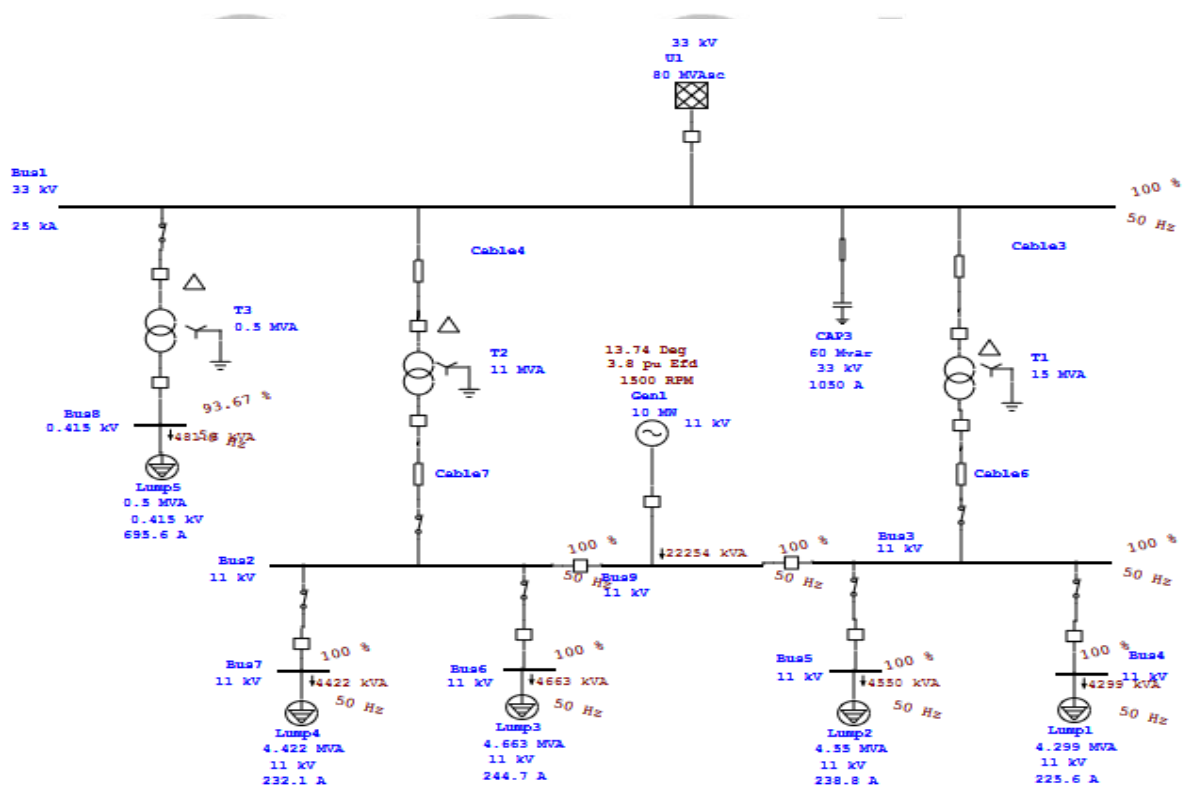 33 kV
U1
80 MVAsc
Bus1
33 kV
25 kA
100 %
50 Hz
Cable4
Cable3
T3
0.5 MVA
T2
11 MVA
CAP3
60 Mvar
33 kV
1050 A
T1
15 MVA
13.74 Deg
3.8 pu Efd
1500 RPM
Gen1
10 MW
11 kV
93.67 %
Bus8
0.415 kV
kVA
Hz
Lump5
0.5 MVA
0.415 kV
695.6 A
Cable7
Cable6
Bus2
11 kV
100 %
50 Hz
22254 kVA
Bus9
11 kV
100 %
50 Hz
Bus3
11 kV
100 %
50 Hz
Bus7
11 kV
100 %
4422 kVA
50 Hz
Lump4
4.422 MVA
11 kV
232.1 A
Bus6
11 kV
100 %
4663 kVA
50 Hz
Lump3
4.663 MVA
11 kV
244.7 A
Bus5
11 kV
100 %
4550 kVA
50 Hz
Lump2
4.55 MVA
11 kV
238.8 A
100 %
Bus4
11 kV
4299 kVA
50 Hz
Lump1
4.299 MVA
11 kV
225.6 A